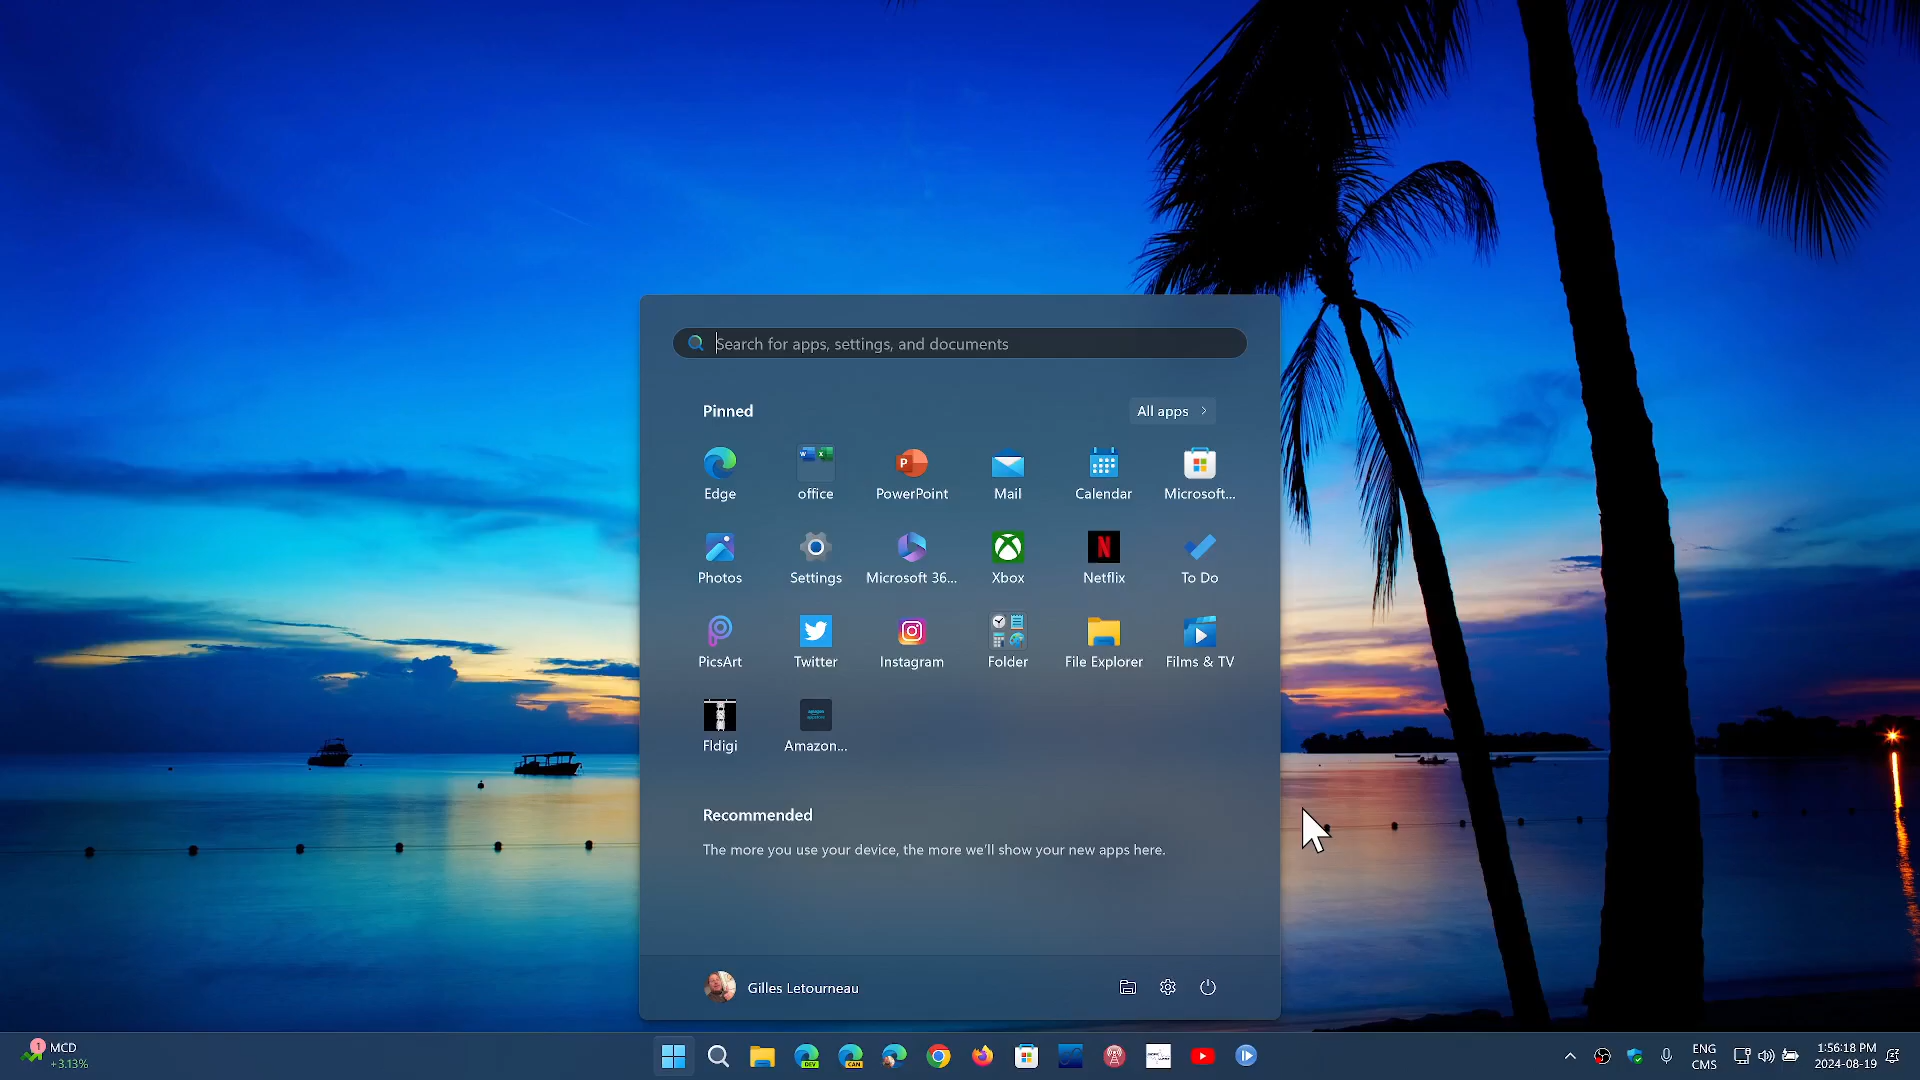 Search for apps, settings, and documents
Pinned
All apps
Edge
office
PowerPoint
Mail
Calendar
Microsoft...
Photos
Settings
Microsoft 36...
Xbox
Netflix
To Do
PicsArt
Twitter
Instagram
Folder
File Explorer
Films & TV
Fldigi
Amazon...
Recommended
The more you use your device, the more we'll show your new apps here.
Gilles Letourneau
1
MCD
+3.13%
DEV
CAN
ENG
CMS
1:56:18 PM
2024-08-19